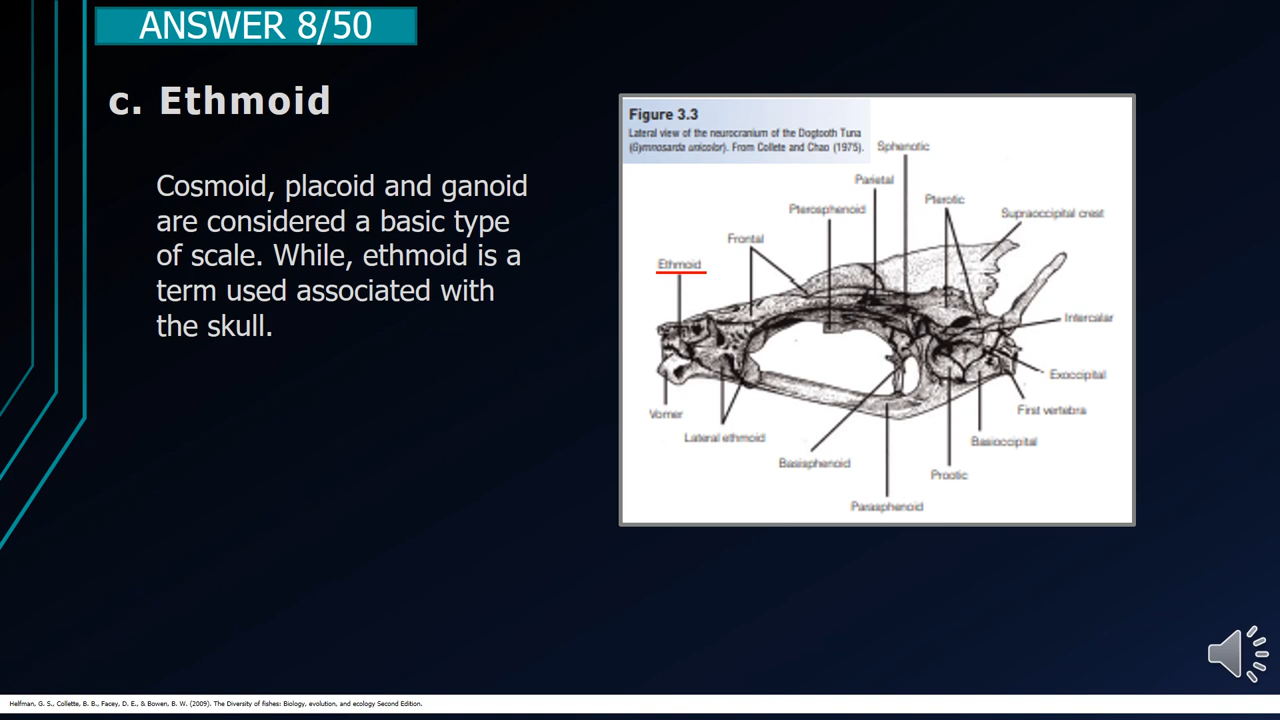 ANSWER 8/50
c. Ethmoid
Cosmoid, placoid and ganoid
are considered a basic type
of scale. While, ethmoid is a
term used associated with
the skull.
Figure 3.3
Lateral view of the neurocranium of the Dogtooth Tuna
(Gymnosarda unicolor). From Collete and Chao (1975).
Sphenotic
Parietal
Pterotic
Pterosphenoid
Supraoccipital crest
Frontal
Ethmoid
Intercalar
Exoccipital
First vertebra
Vomer
Lateral ethmoid
Basioccipital
Basisphenoid
Prootic
Parasphenoid
Helfman, G. S., Collette, B. B., Facey, D. E., & Bowen, B. W. (2009). The Diversity of fishes: Biology, evolution, and ecology Second Edition.